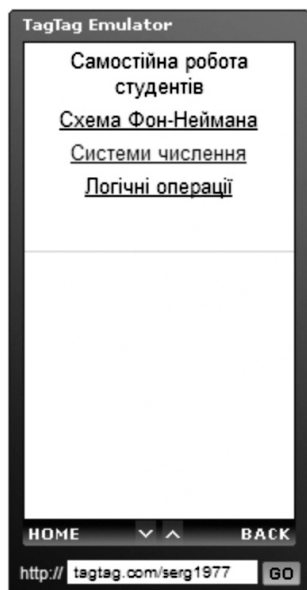 TagTag Emulator
Самостійна робота
студентів
Схема Фон-Неймана
Системи числення
Логічні операції
HOME BACK
http:// tagtag.com/serg1977 GO